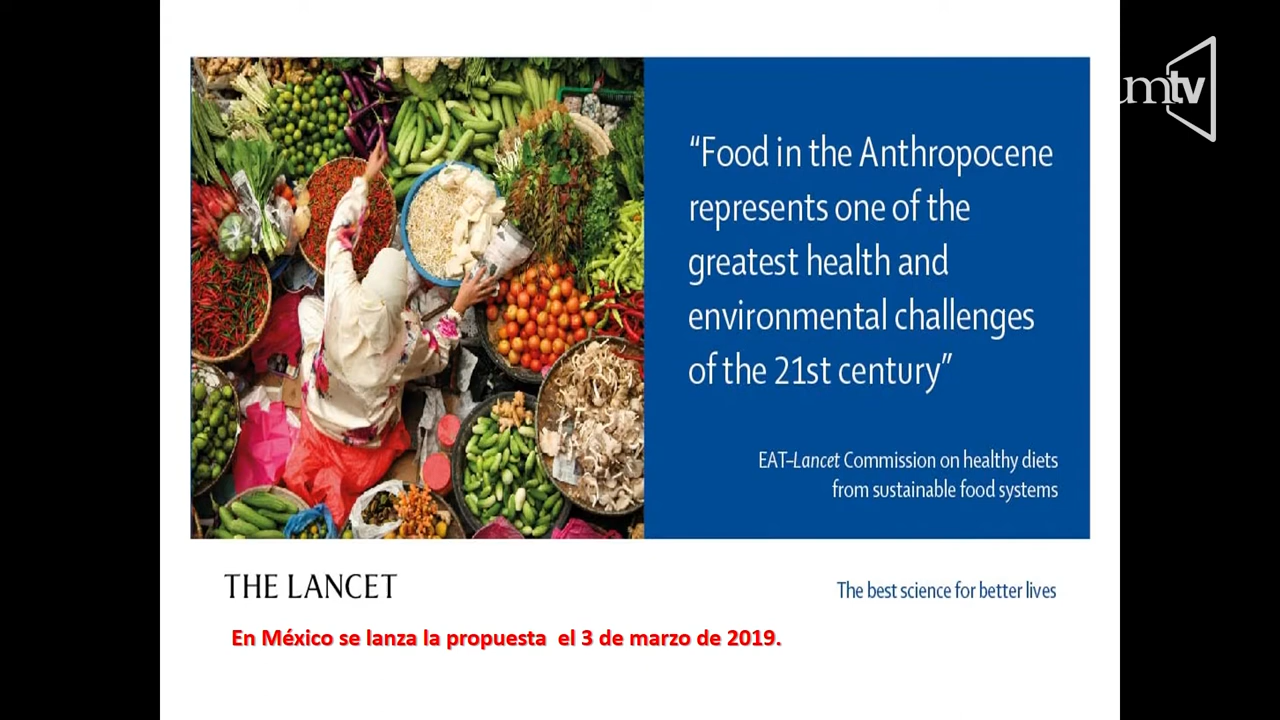 umtv
“Food in the Anthropocene
represents one of the
greatest health and
environmental challenges
of the 21st century”
EAT–Lancet Commission on healthy diets
from sustainable food systems
THE LANCET
The best science for better lives
En México se lanza la propuesta el 3 de marzo de 2019.